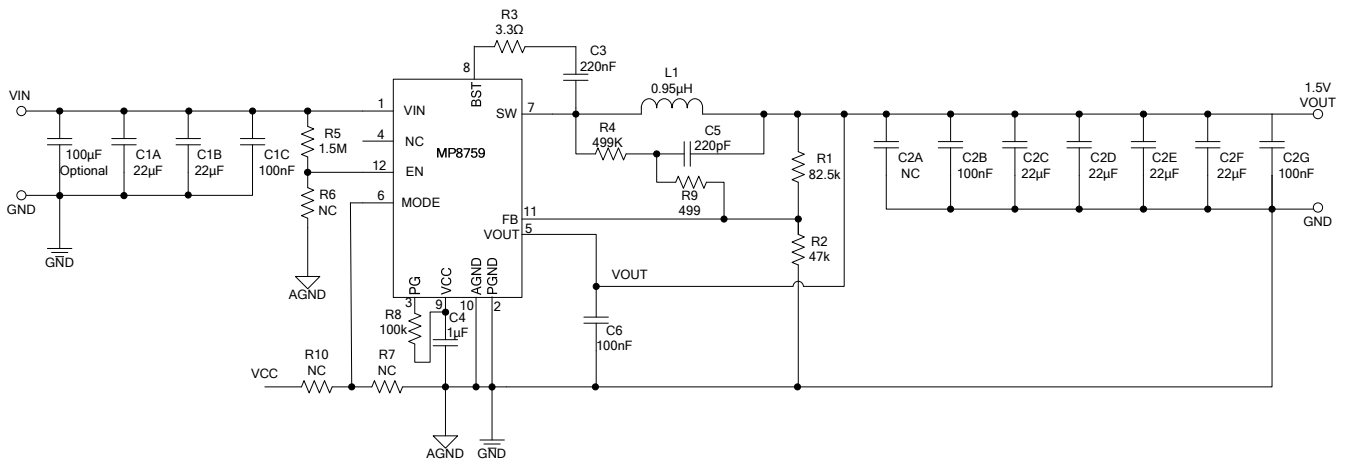 R3
3.3Ω
C3
220nF
8
BST
L1
0.95µH
VIN
1
VIN
SW
7
1.5V
VOUT
100µF
Optional
C1A
22µF
C1B
22µF
C1C
100nF
R5
1.5M
4
NC
MP8759
R4
499K
C5
220pF
R1
82.5k
C2A
NC
C2B
100nF
C2C
22µF
C2D
22µF
C2E
22µF
C2F
22µF
C2G
100nF
12
EN
R6
NC
6
MODE
R9
499
GND
FB
11
VOUT
5
GND
R2
47k
GND
AGND
PG
VCC
AGND
PGND
3
9
10
2
VOUT
R8
100k
C4
1µF
C6
100nF
R10
NC
R7
NC
VCC
AGND
GND